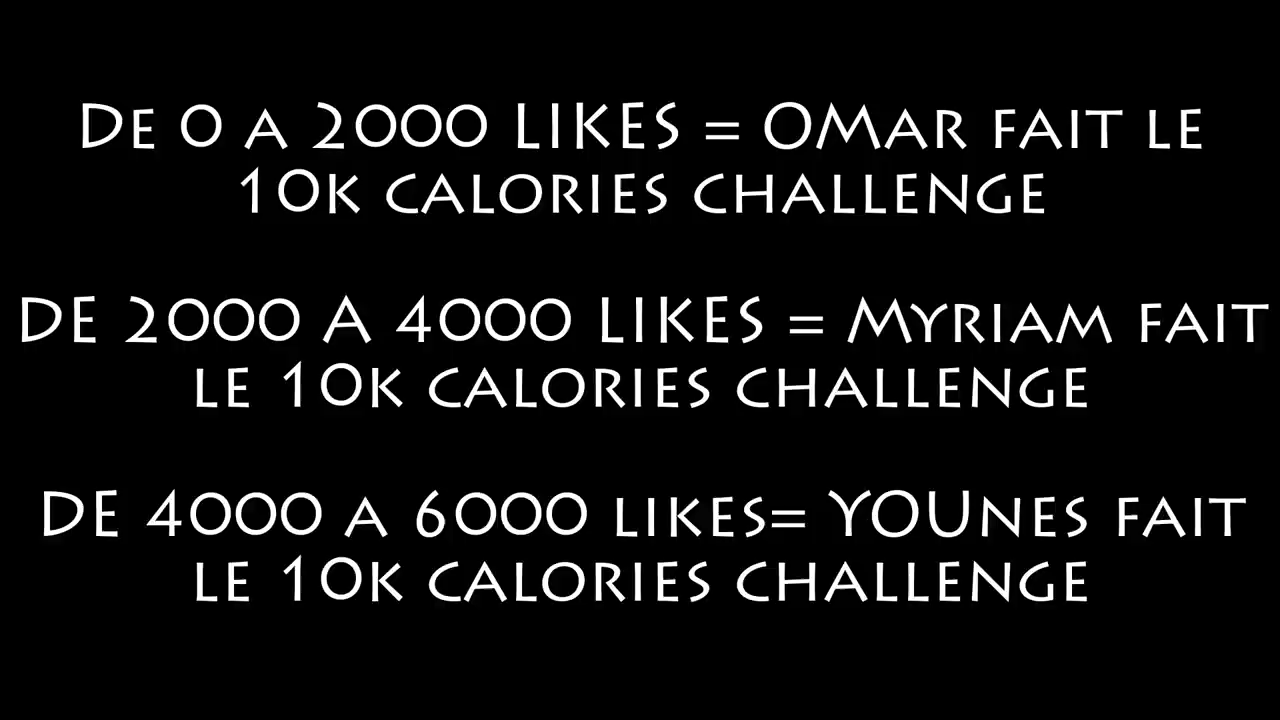 De 0 a 2000 LIKES = OMar fait le
10k calories challenge
DE 2000 A 4000 LIKES = Myriam fait
le 10k calories challenge
DE 4000 a 6000 likes= YOUnes fait
le 10k calories challenge